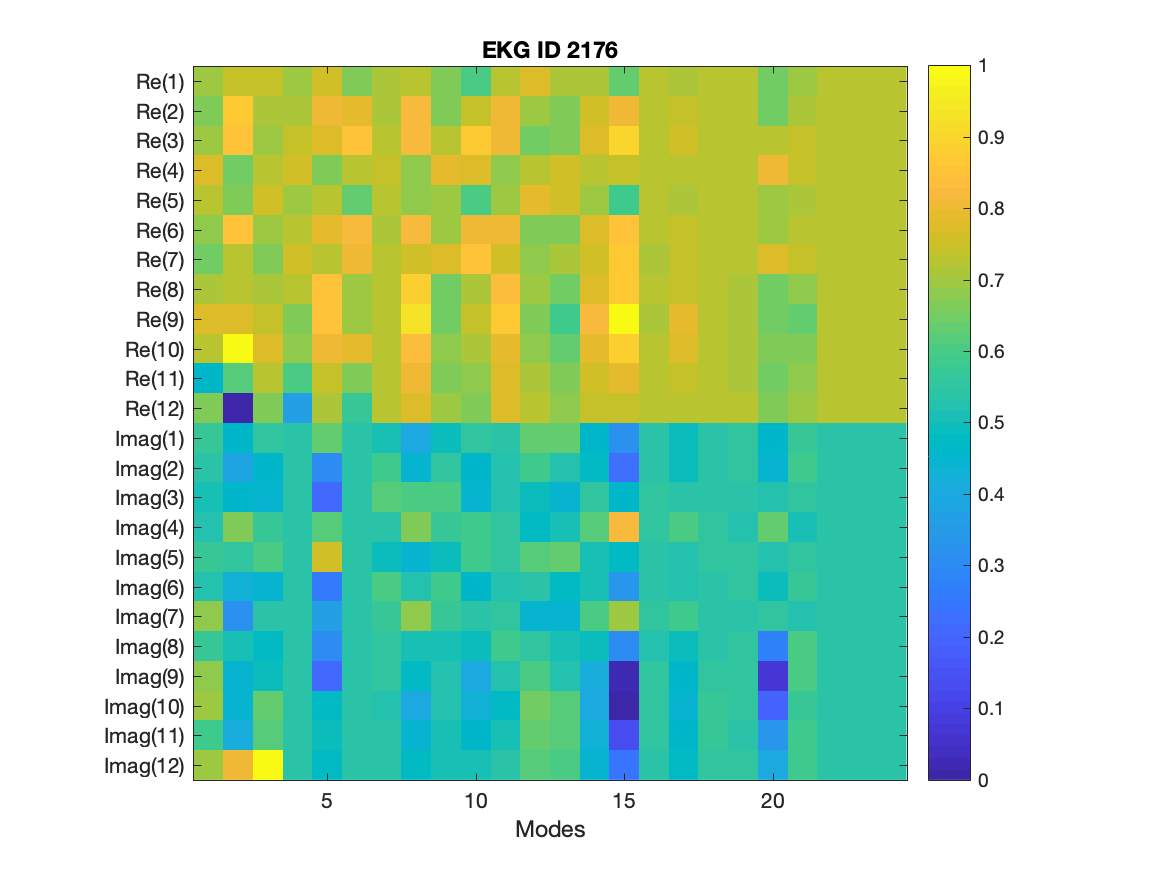 EKG ID 2176
Re(1)
Re(2)
Re(3)
Re(4)
Re(5)
Re(6)
Re(7)
Re(8)
Re(9)
Re(10)
Re(11)
Re(12)
Imag(1)
Imag(2)
Imag(3)
Imag(4)
Imag(5)
Imag(6)
Imag(7)
Imag(8)
Imag(9)
Imag(10)
Imag(11)
Imag(12)
5 10 15 20
Modes
1
0.9
0.8
0.7
0.6
0.5
0.4
0.3
0.2
0.1
0